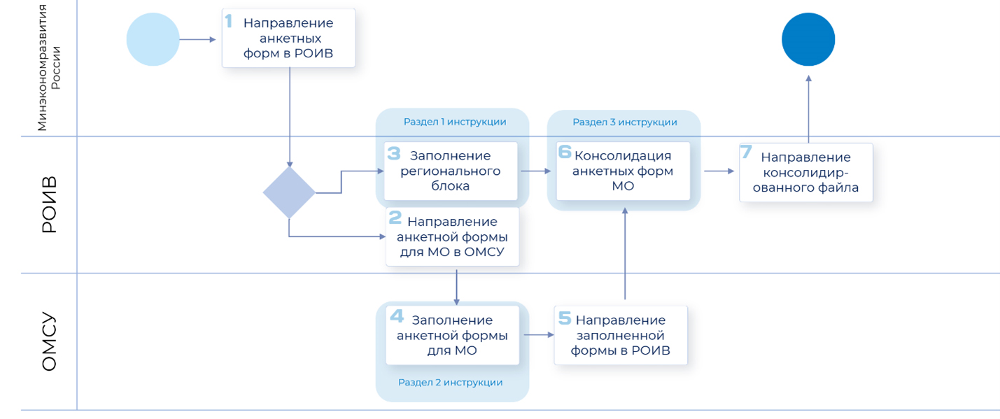 Минэкономразвития
России
1 Направление
анкетных
форм в РОИВ
РОИВ
Раздел 1 инструкции
3 Заполнение
регионального
блока
2 Направление
анкетной формы
для МО в ОМСУ
Раздел 3 инструкции
6 Консолидация
анкетных форм
МО
7 Направление
консолидир-
ованного файла
ОМСУ
4 Заполнение
анкетной формы
для МО
Раздел 2 инструкции
5 Направление
заполненной
формы в РОИВ